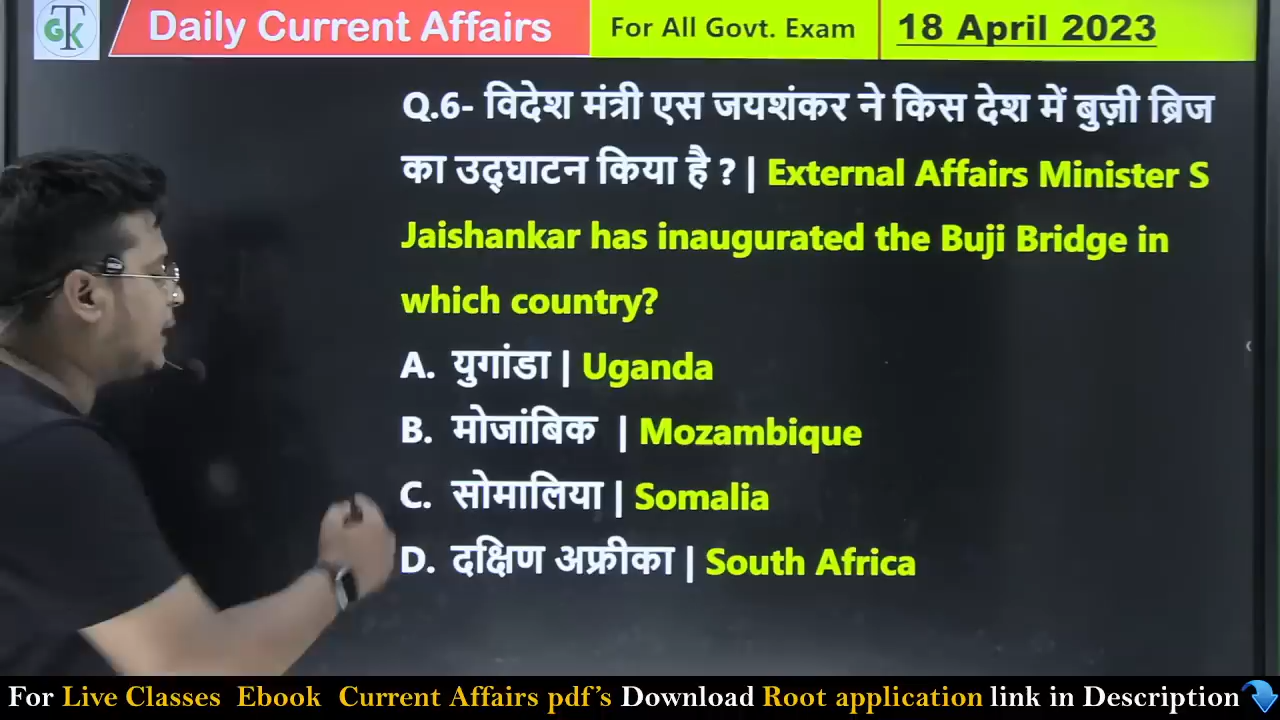 GTK
Daily Current Affairs
For All Govt. Exam
18 April 2023
Q.6- विदेश मंत्री एस जयशंकर ने किस देश में बुज़ी ब्रिज
का उद्घाटन किया है ? | External Affairs Minister S
Jaishankar has inaugurated the Buji Bridge in
which country?
A. युगांडा | Uganda
B. मोजांबिक | Mozambique
C. सोमालिया | Somalia
D. दक्षिण अफ्रीका | South Africa
For Live Classes Ebook Current Affairs pdf's Download Root application link in Description